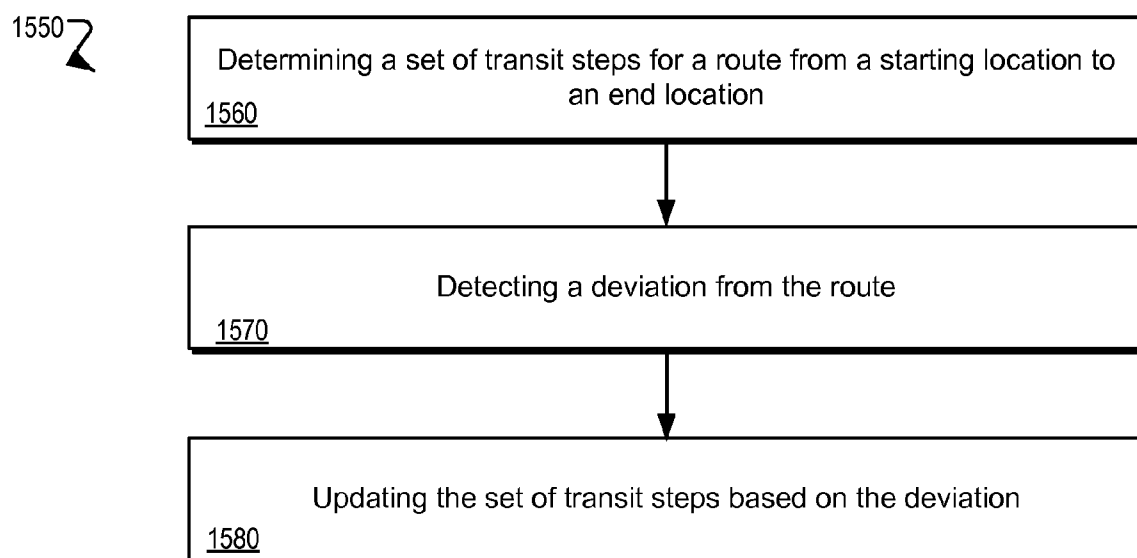 1550
Determining a set of transit steps for a route from a starting location to
an end location
1560
Detecting a deviation from the route
1570
Updating the set of transit steps based on the deviation
1580